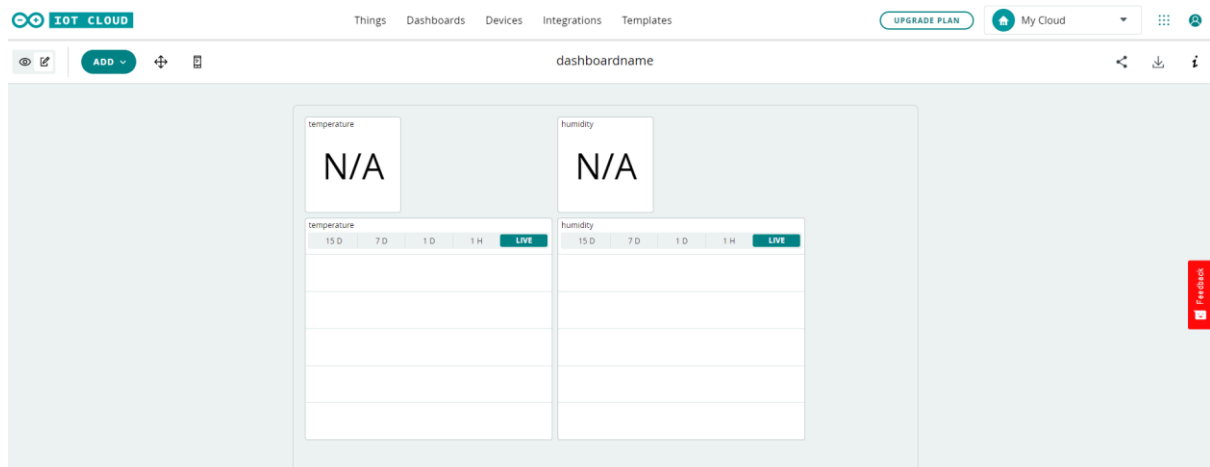 IOT CLOUD Things Dashboards Devices Integrations Templates UPGRADE PLAN My Cloud
ADD dashboardname i
temperature humidity
N/A N/A
temperature humidity
15 D 7 D 1 D 1 H LIVE 15 D 7 D 1 D 1 H LIVE
Feedback